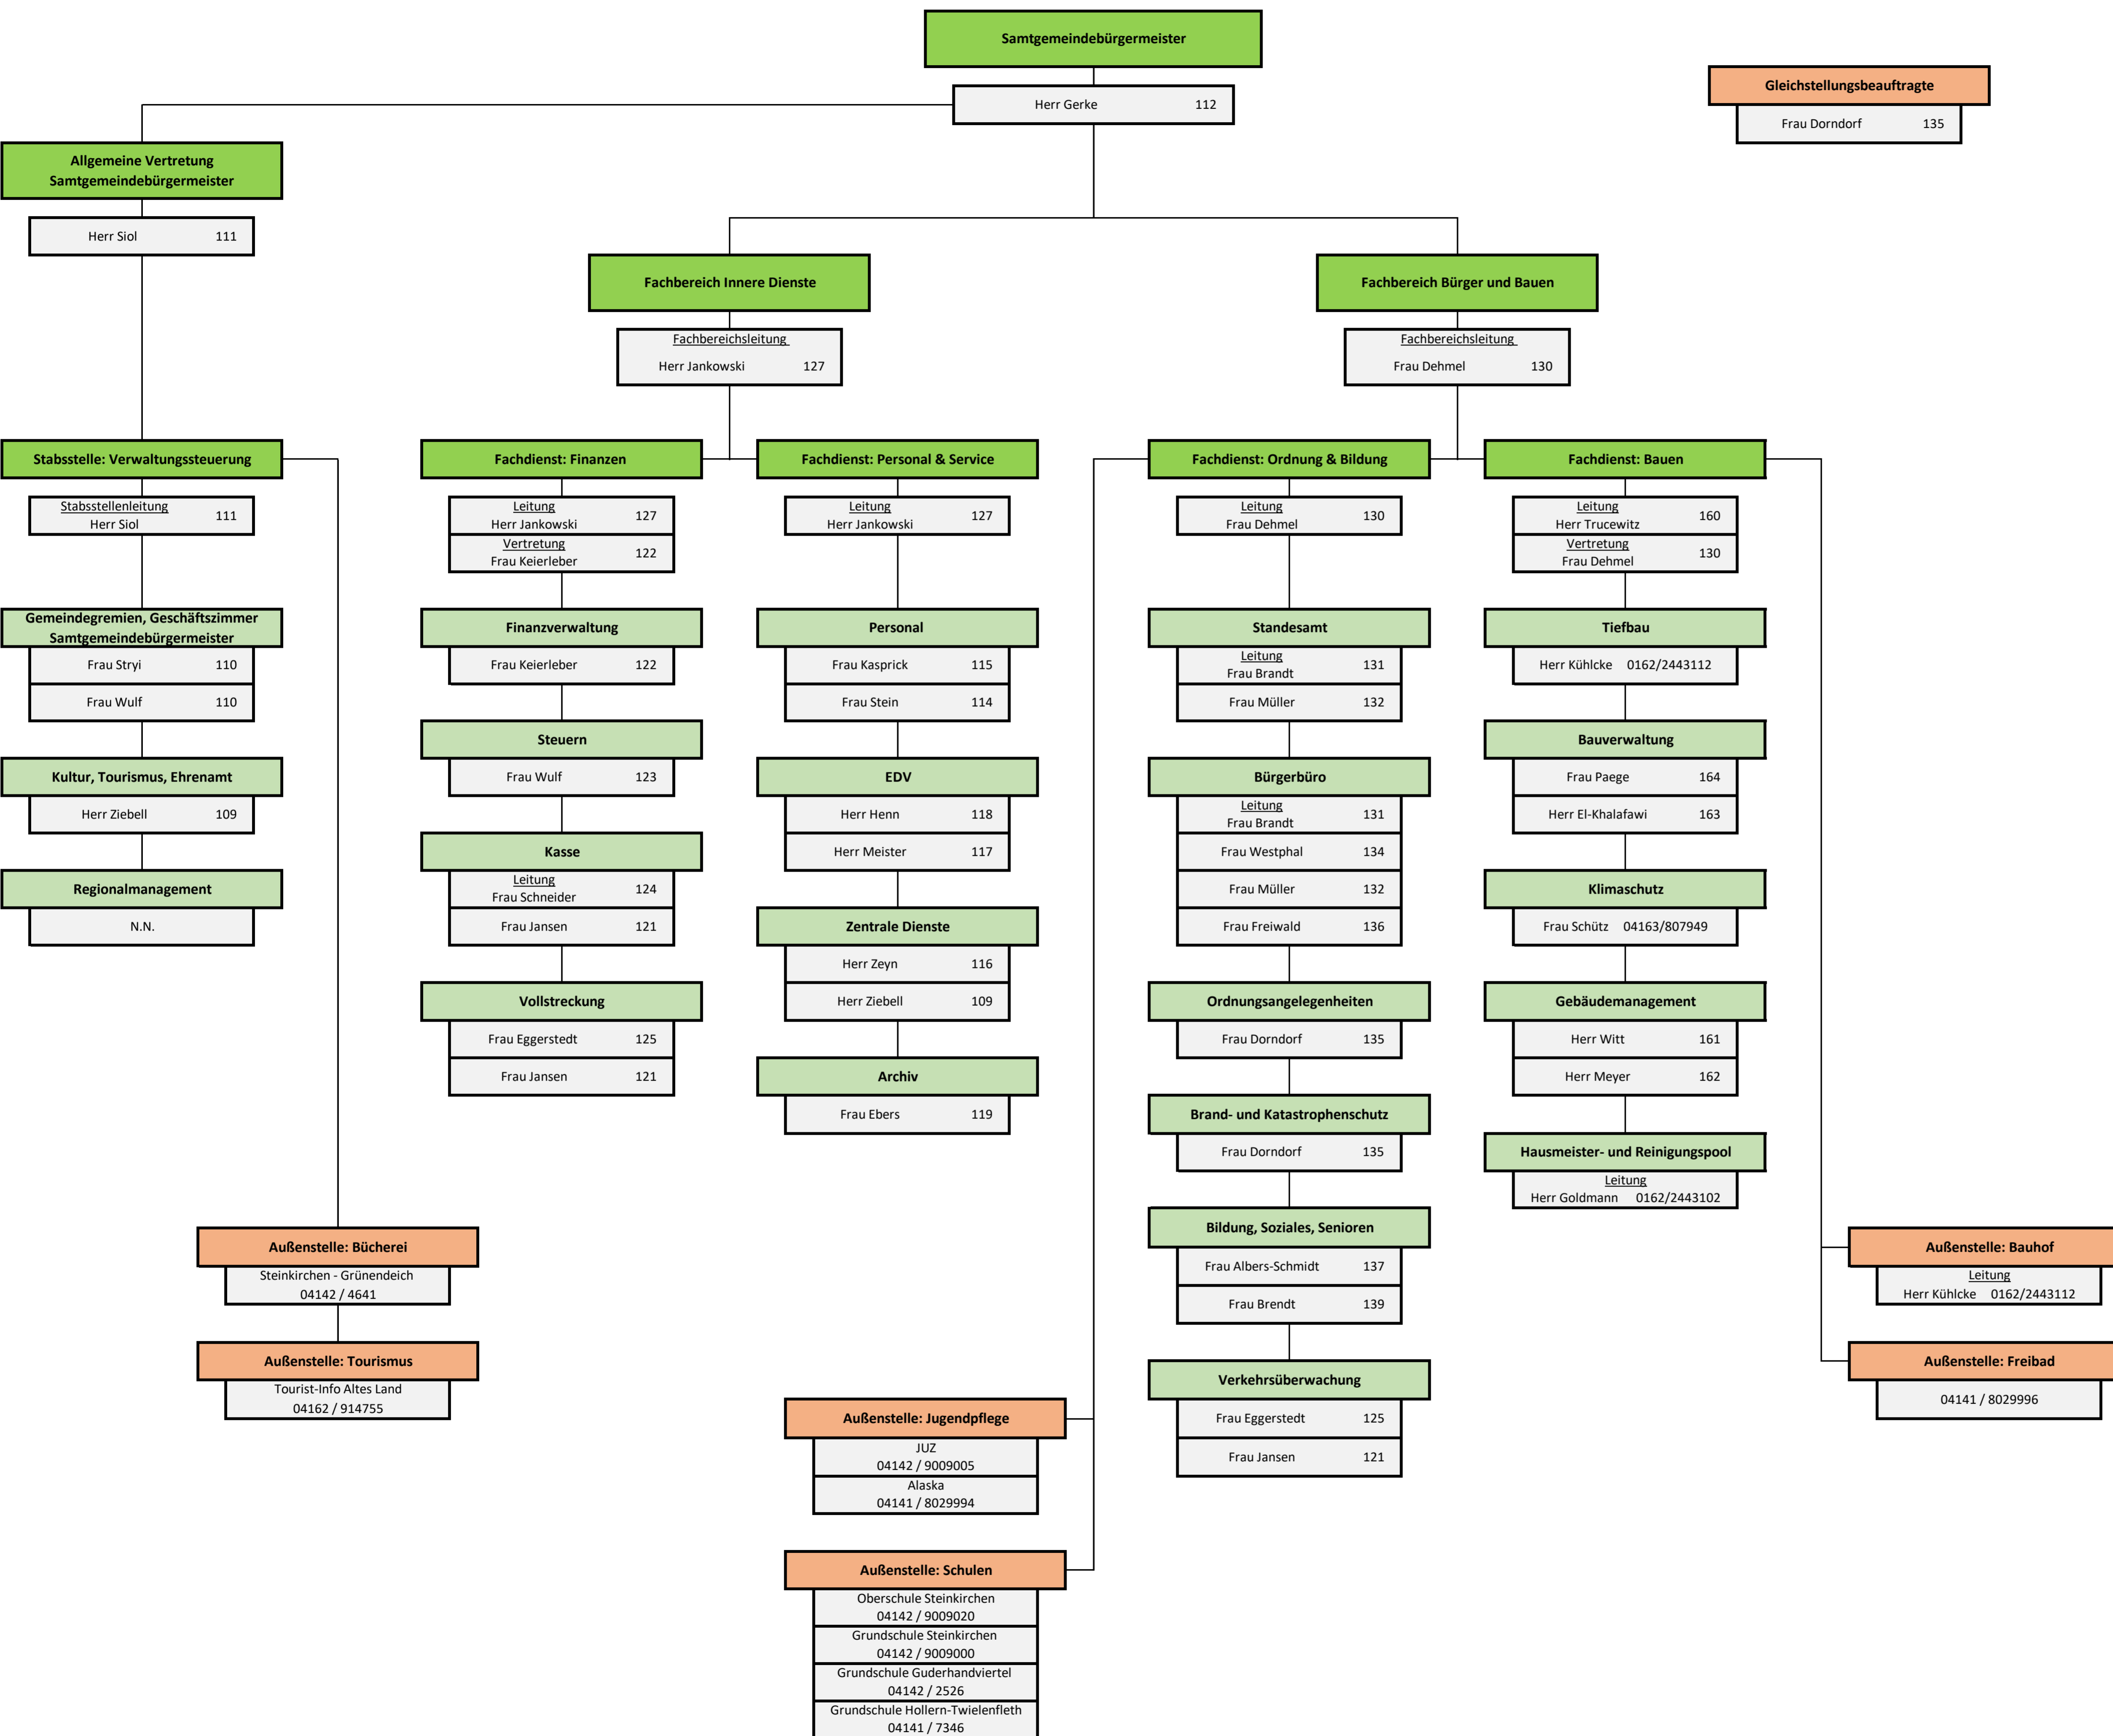 Samtgemeindebürgermeister
Herr Gerke 112
Gleichstellungsbeauftragte
Frau Dorndorf 135
Allgemeine Vertretung
Samtgemeindebürgermeister
Herr Siol 111
Fachbereich Innere Dienste
Fachbereichsleitung
Herr Jankowski 127
Fachbereich Bürger und Bauen
Fachbereichsleitung
Frau Dehmel 130
Stabsstelle: Verwaltungssteuerung
Stabsstellenleitung
Herr Siol 111
Gemeindegremien, Geschäftszimmer
Samtgemeindebürgermeister
Frau Stryi 110
Frau Wulf 110
Kultur, Tourismus, Ehrenamt
Herr Ziebell 109
Regionalmanagement
N.N.
Außenstelle: Bücherei
Steinkirchen - Grünendeich
04142 / 4641
Außenstelle: Tourismus
Tourist-Info Altes Land
04162 / 914755
Fachdienst: Finanzen
Leitung
Herr Jankowski 127
Vertretung
Frau Keierleber 122
Finanzverwaltung
Frau Keierleber 122
Steuern
Frau Wulf 123
Kasse
Leitung
Frau Schneider 124
Frau Jansen 121
Vollstreckung
Frau Eggerstedt 125
Frau Jansen 121
Fachdienst: Personal & Service
Leitung
Herr Jankowski 127
Personal
Frau Kasprick 115
Frau Stein 114
EDV
Herr Henn 118
Herr Meister 117
Zentrale Dienste
Herr Zeyn 116
Herr Ziebell 109
Archiv
Frau Ebers 119
Fachdienst: Ordnung & Bildung
Leitung
Frau Dehmel 130
Standesamt
Leitung
Frau Brandt 131
Frau Müller 132
Bürgerbüro
Leitung
Frau Brandt 131
Frau Westphal 134
Frau Müller 132
Frau Freiwald 136
Ordnungsangelegenheiten
Frau Dorndorf 135
Brand- und Katastrophenschutz
Frau Dorndorf 135
Bildung, Soziales, Senioren
Frau Albers-Schmidt 137
Frau Brendt 139
Verkehrsüberwachung
Frau Eggerstedt 125
Frau Jansen 121
Außenstelle: Jugendpflege
JUZ
04142 / 9009005
Alaska
04141 / 8029994
Außenstelle: Schulen
Oberschule Steinkirchen
04142 / 9009020
Grundschule Steinkirchen
04142 / 9009000
Grundschule Guderhandviertel
04142 / 2526
Grundschule Hollern-Twielenfleth
04141 / 7346
Fachdienst: Bauen
Leitung
Herr Trucewitz 160
Vertretung
Frau Dehmel 130
Tiefbau
Herr Kühlcke 0162/2443112
Bauverwaltung
Frau Paege 164
Herr El-Khalafawi 163
Klimaschutz
Frau Schütz 04163/807949
Gebäudemanagement
Herr Witt 161
Herr Meyer 162
Hausmeister- und Reinigungspool
Leitung
Herr Goldmann 0162/2443102
Außenstelle: Bauhof
Leitung
Herr Kühlcke 0162/2443112
Außenstelle: Freibad
04141 / 8029996